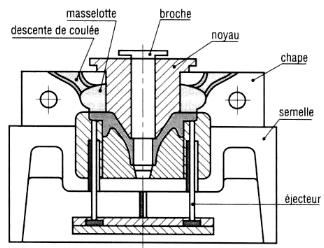 masselotte
broche
descente de coulée
noyau
chape
semelle
éjecteur